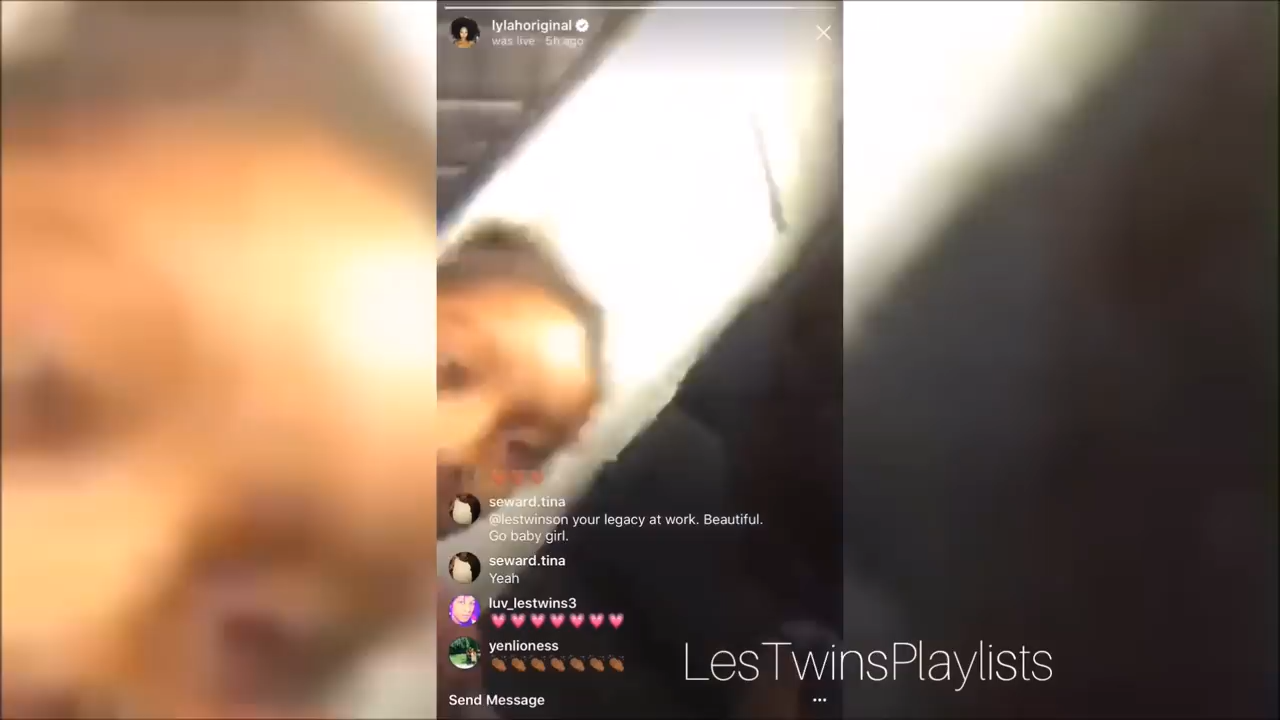 lylahoriginal
was live 5h ago
seward.tina
@lestwinson your legacy at work. Beautiful.
Go baby girl.
seward.tina
Yeah
luv_lestwins3
💗💗💗💗💗💗💗
yenlioness
👏🏾👏🏾👏🏾👏🏾👏🏾👏🏾👏🏾
LesTwinsPlaylists
Send Message